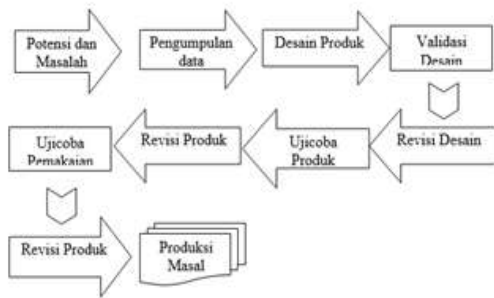 Potensi dan
Masalah
Pengumpulan
data
Desain Produk
Validasi
Desain
Ujicoba
Pemakaian
Revisi Produk
Ujicoba
Produk
Revisi Desain
Revisi Produk
Produksi
Masal